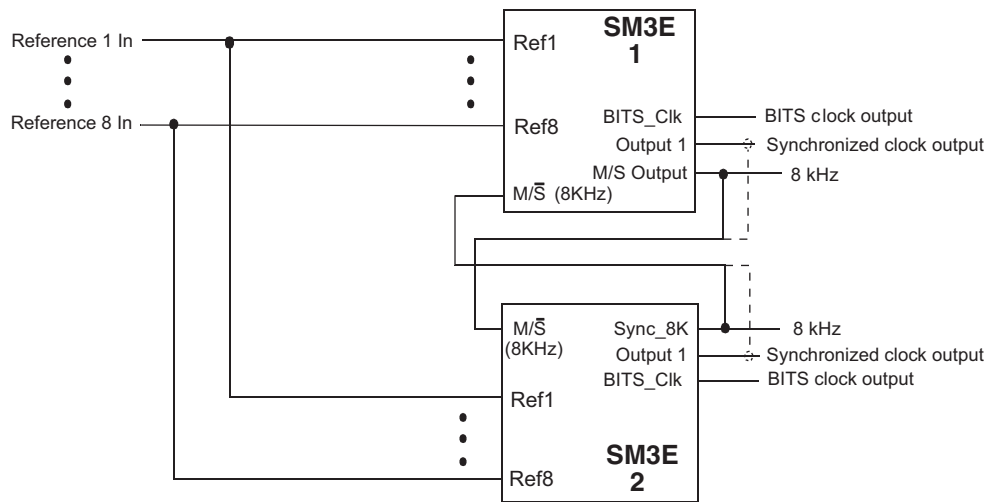 Reference 1 In
Reference 8 In
SM3E
1
Ref1
Ref8
BITS_Clk
Output 1
M/S Output
M/S̅ (8KHz)
BITS clock output
Synchronized clock output
8 kHz
M/S̅
(8KHz)
Sync_8K
Output 1
BITS_Clk
8 kHz
Synchronized clock output
BITS clock output
Ref1
Ref8
SM3E
2